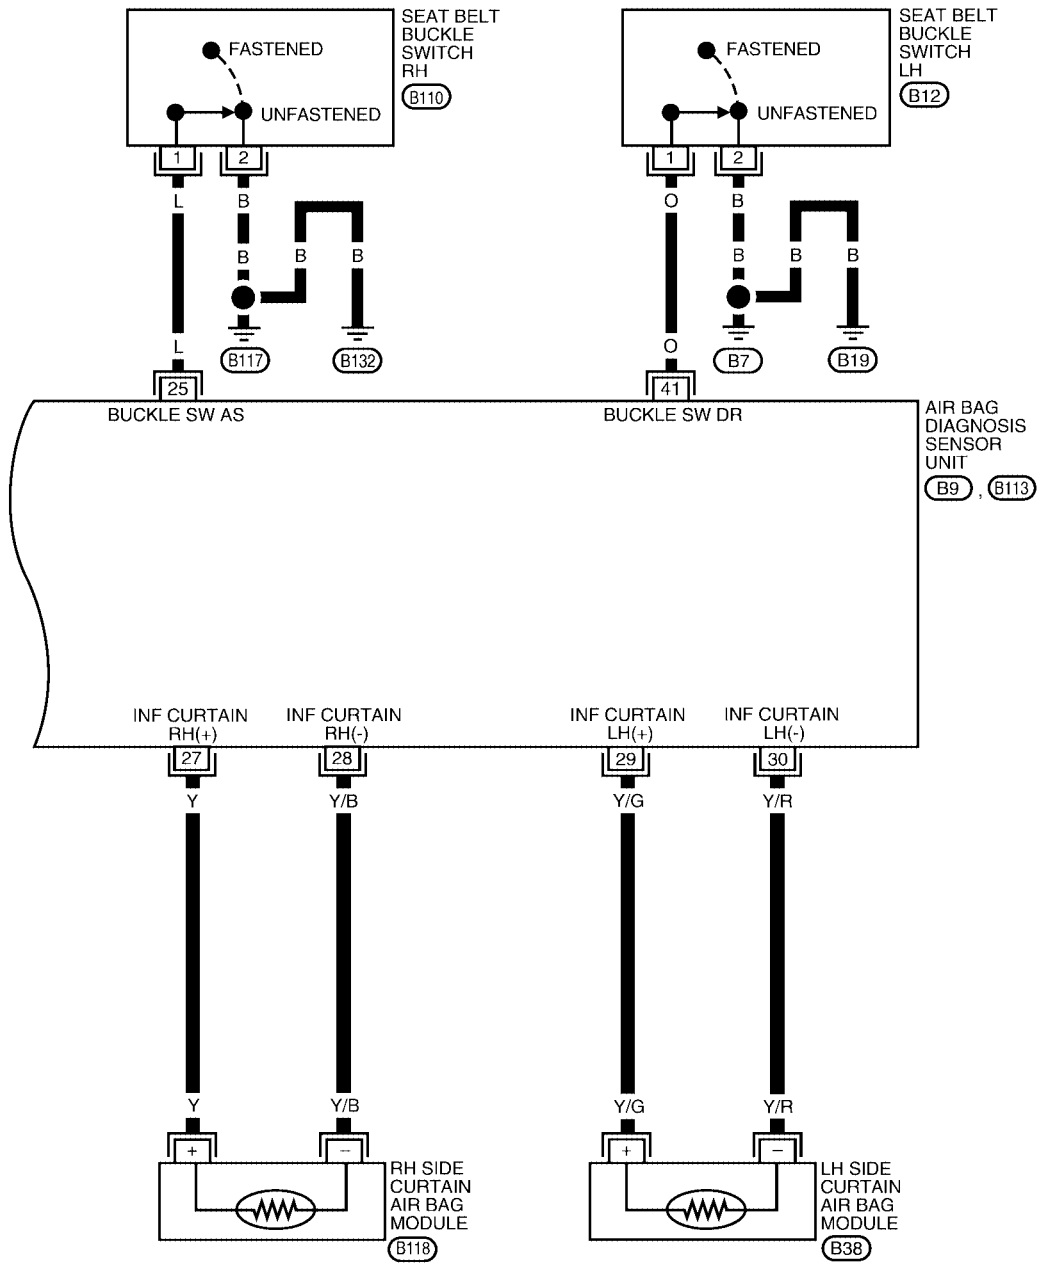 SEAT BELT
BUCKLE
SWITCH
RH
B110
FASTENED
UNFASTENED
1
2
SEAT BELT
BUCKLE
SWITCH
LH
B12
FASTENED
UNFASTENED
1
2
L
B
O
B
B
B
B
B
B
B
L
O
B117
B132
B7
B19
25
41
BUCKLE SW AS
BUCKLE SW DR
AIR BAG
DIAGNOSIS
SENSOR
UNIT
B9 , B113
INF CURTAIN
RH(+)
INF CURTAIN
RH(-)
INF CURTAIN
LH(+)
INF CURTAIN
LH(-)
27
28
29
30
Y
Y/B
Y/G
Y/R
Y
Y/B
Y/G
Y/R
+
−
+
−
RH SIDE
CURTAIN
AIR BAG
MODULE
B118
LH SIDE
CURTAIN
AIR BAG
MODULE
B38